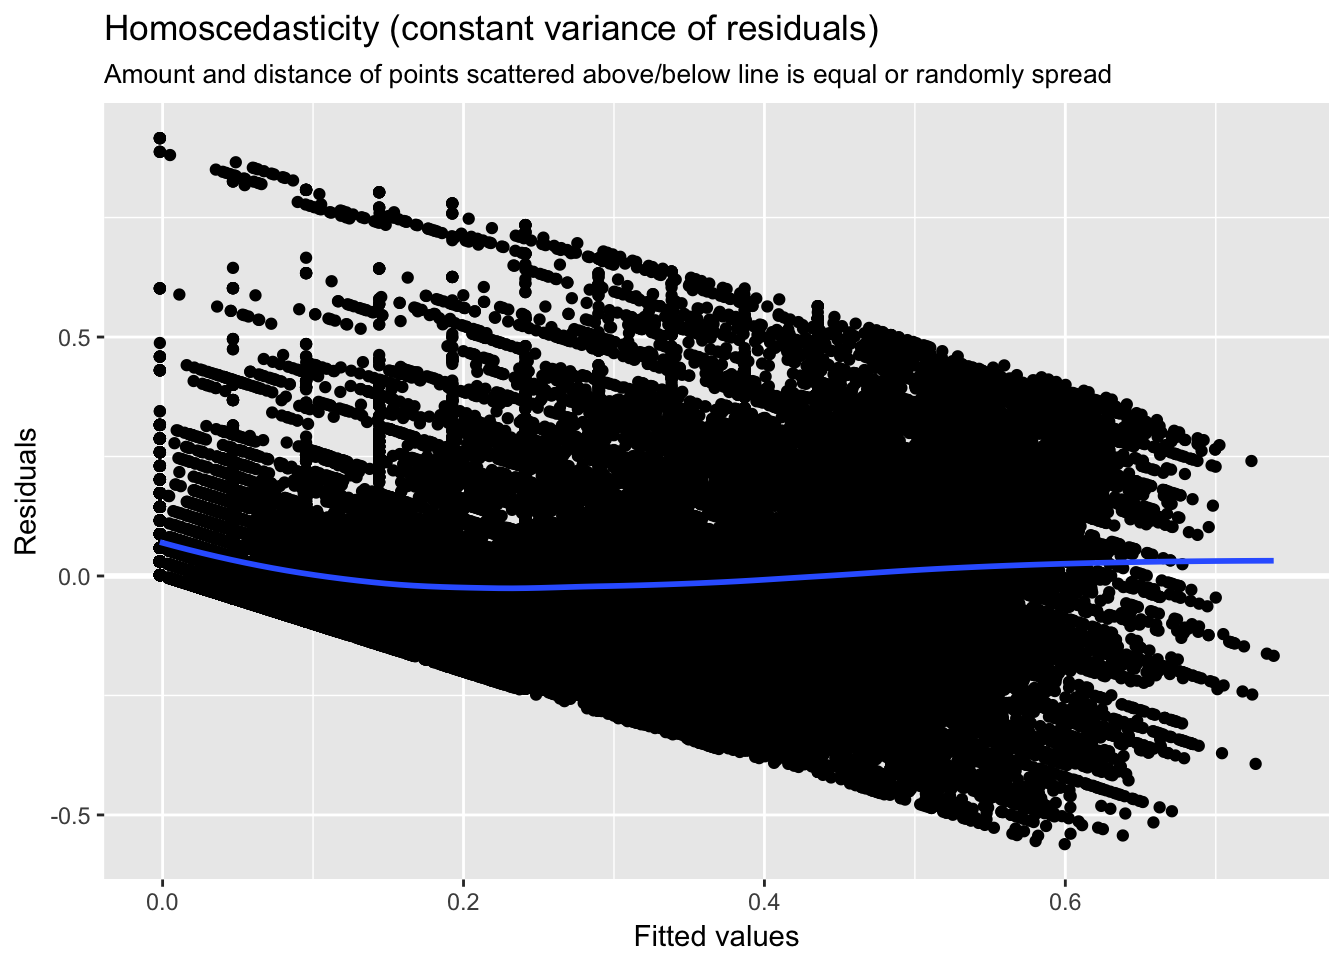 Homoscedasticity (constant variance of residuals)
Amount and distance of points scattered above/below line is equal or randomly spread
Residuals
0.5
0.0
-0.5
0.0 0.2 0.4 0.6
Fitted values